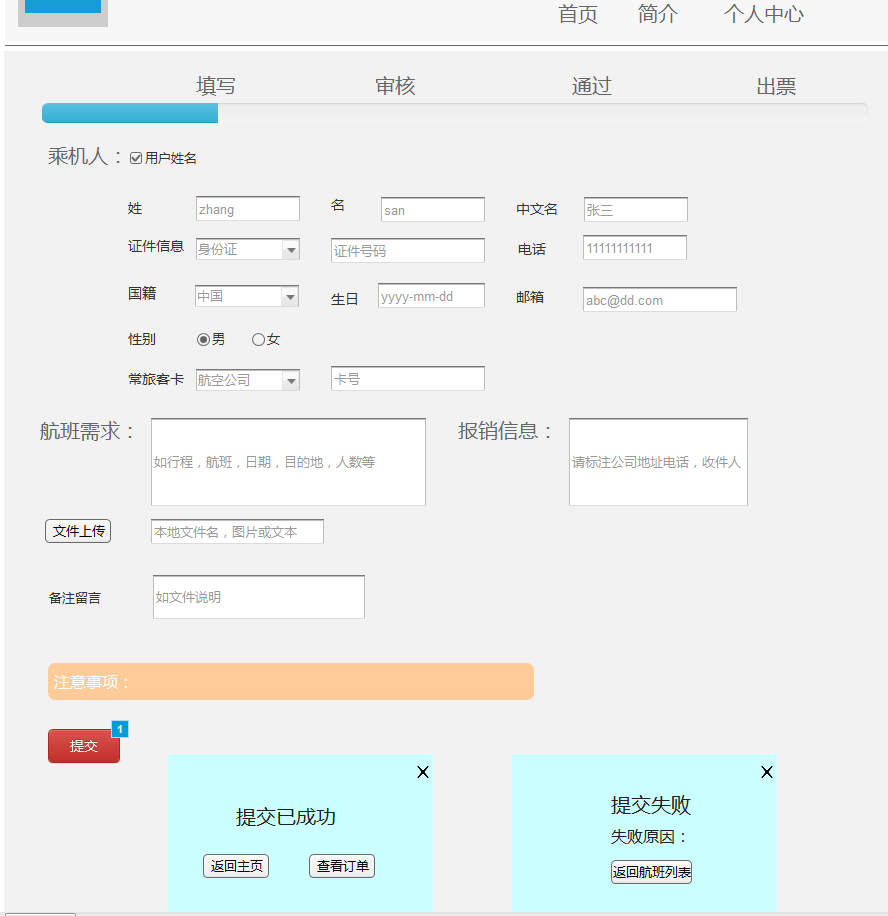 首页 简介 个人中心
填写 审核 通过 出票
乘机人： 用户姓名
姓 zhang 名 san 中文名 张三
证件信息 身份证 证件号码 电话 11111111111
国籍 中国 生日 yyyy-mm-dd 邮箱 abc@dd.com
性别 男 女
常旅客卡 航空公司 卡号
航班需求： 如行程，航班，日期，目的地，人数等 报销信息： 请标注公司地址电话，收件人
文件上传 本地文件名，图片或文本
备注留言 如文件说明
注意事项：
提交 1
提交已成功
返回主页 查看订单
提交失败
失败原因：
返回航班列表